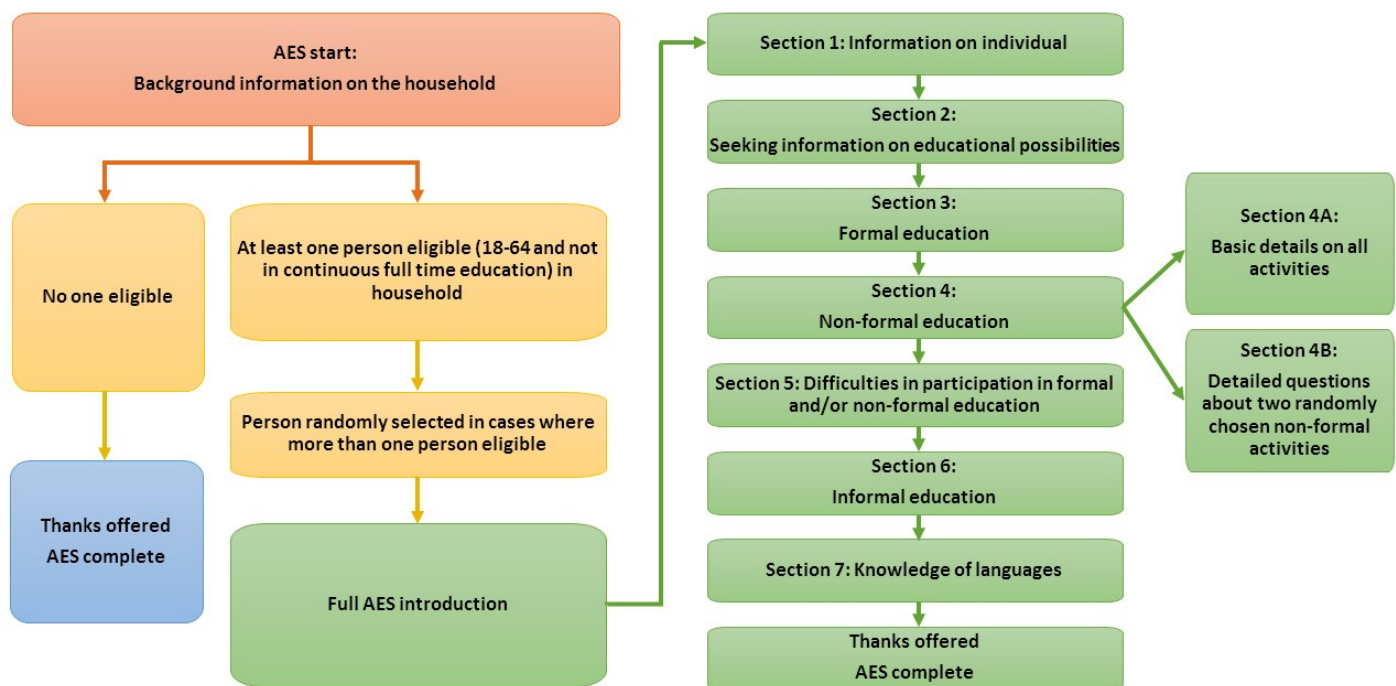 AES start:
Background information on the household
No one eligible
Thanks offered
AES complete
At least one person eligible (18-64 and not
in continuous full time education) in
household
Person randomly selected in cases where
more than one person eligible
Full AES introduction
Section 1: Information on individual
Section 2:
Seeking information on educational possibilities
Section 3:
Formal education
Section 4:
Non-formal education
Section 4A:
Basic details on all
activities
Section 4B:
Detailed questions
about two randomly
chosen non-formal
activities
Section 5: Difficulties in participation in formal
and/or non-formal education
Section 6:
Informal education
Section 7: Knowledge of languages
Thanks offered
AES complete